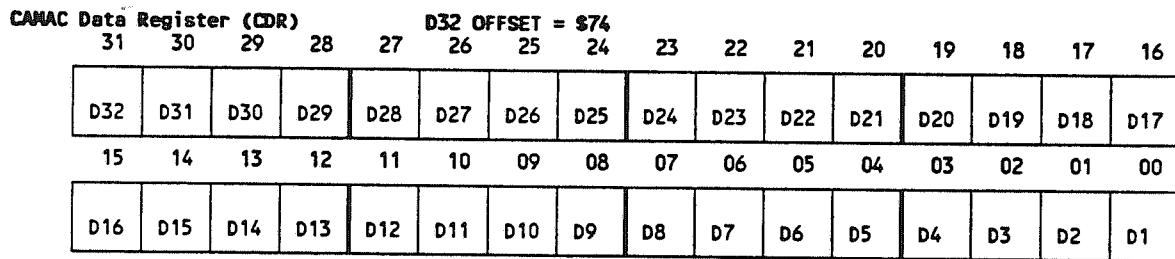 CAMAC Data Register (CDR) D32 OFFSET = $74
31 30 29 28 27 26 25 24 23 22 21 20 19 18 17 16
D32 D31 D30 D29 D28 D27 D26 D25 D24 D23 D22 D21 D20 D19 D18 D17
15 14 13 12 11 10 09 08 07 06 05 04 03 02 01 00
D16 D15 D14 D13 D12 D11 D10 D9 D8 D7 D6 D5 D4 D3 D2 D1